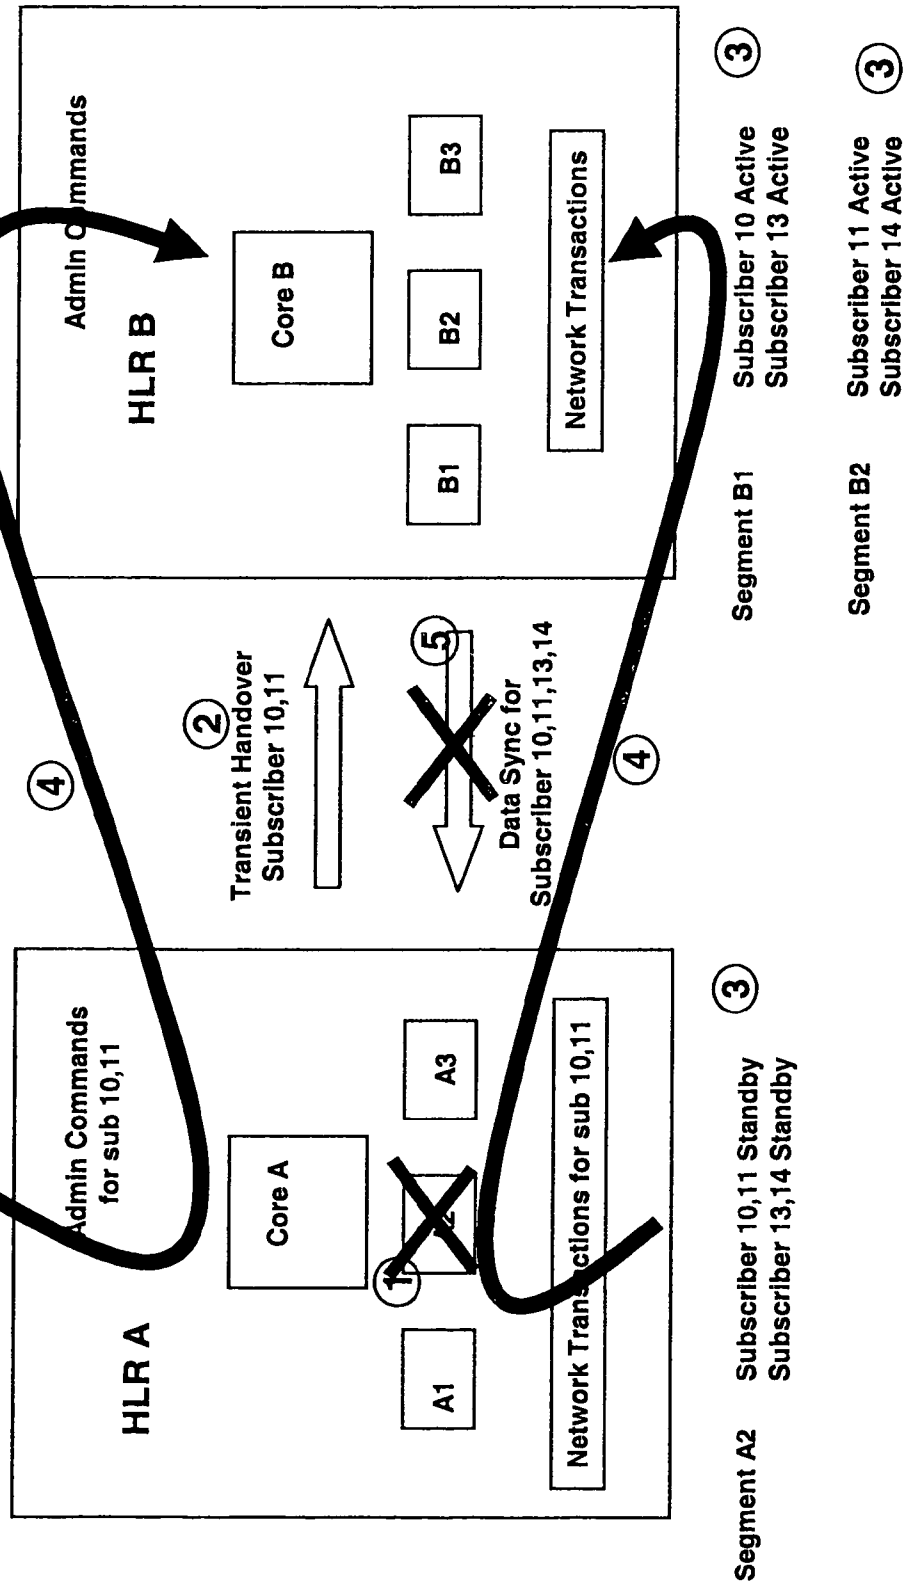 HLR A
Admin Commands
for sub 10,11
Core A
1
A1
A3
Network Transactions for sub 10,11
Segment A2
Subscriber 10,11 Standby
Subscriber 13,14 Standby
3
4
2
Transient Handover
Subscriber 10,11
5
Data Sync for
Subscriber 10,11,13,14
4
HLR B
Admin Commands
Core B
B1
B2
B3
Network Transactions
Segment B1
Subscriber 10 Active
Subscriber 13 Active
3
Segment B2
Subscriber 11 Active
Subscriber 14 Active
3